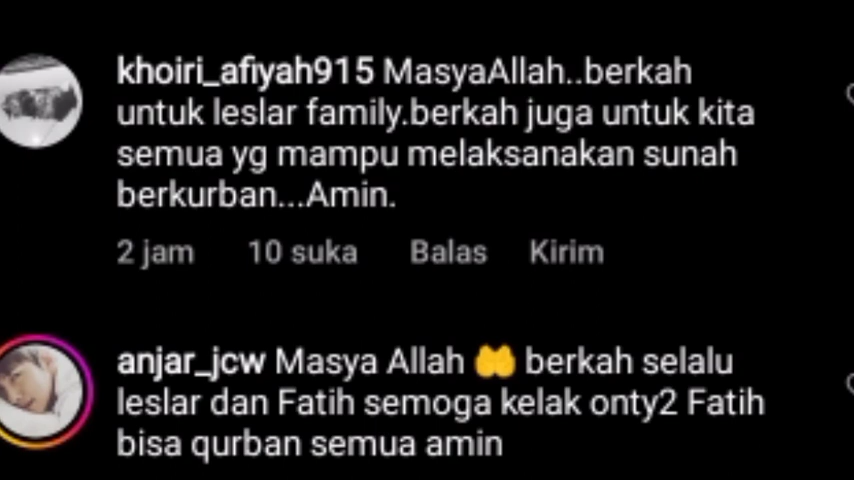 khoiri_afiyah915 MasyaAllah..berkah
untuk leslar family.berkah juga untuk kita
semua yg mampu melaksanakan sunah
berkurban...Amin.
2 jam 10 suka Balas Kirim
anjar_jcw Masya Allah 🤲 berkah selalu
leslar dan Fatih semoga kelak onty2 Fatih
bisa qurban semua amin